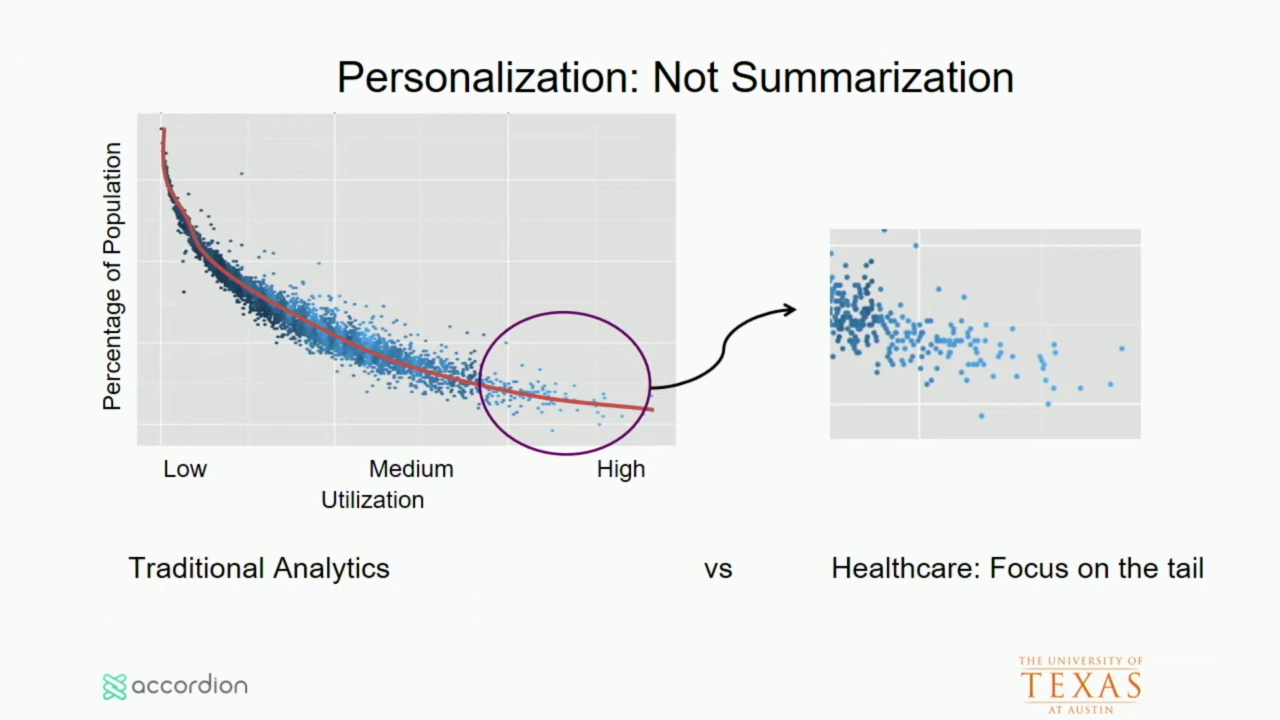 Personalization: Not Summarization
Percentage of Population
Low Medium High
Utilization
Traditional Analytics vs Healthcare: Focus on the tail
accordion
THE UNIVERSITY OF
TEXAS
AT AUSTIN